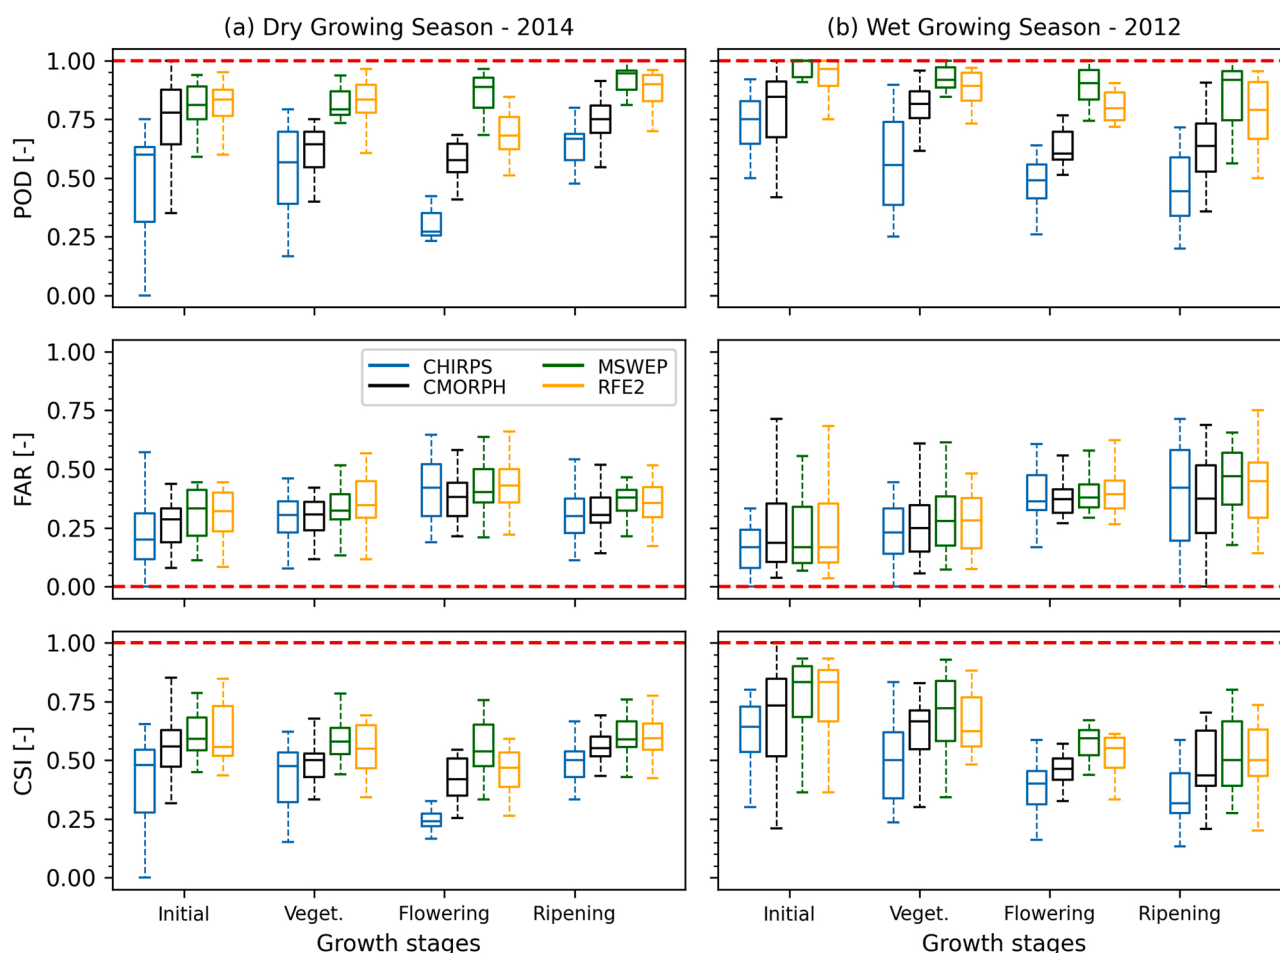 (a) Dry Growing Season - 2014
(b) Wet Growing Season - 2012
POD [-]
1.00
0.75
0.50
0.25
0.00
FAR [-]
1.00
0.75
0.50
0.25
0.00
CHIRPS
CMORPH
MSWEP
RFE2
CSI [-]
1.00
0.75
0.50
0.25
0.00
Initial Veget. Flowering Ripening
Growth stages
Initial Veget. Flowering Ripening
Growth stages